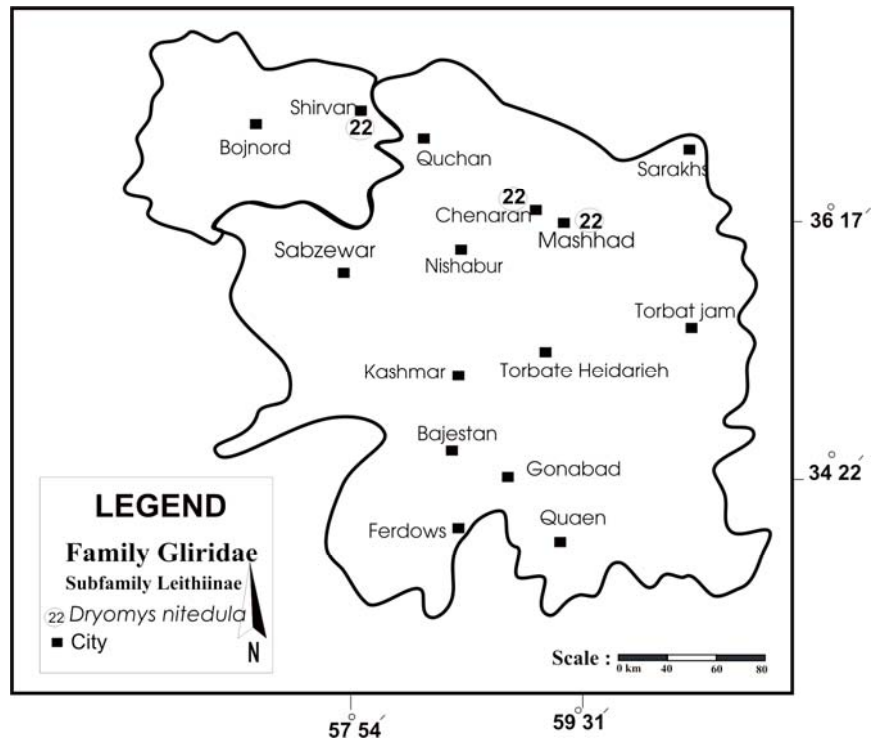 Shirvan
22
Bojnord
Quchan
Sarakhs
22
Chenaran
22
Mashhad
36° 17′
Sabzewar
Nishabur
Torbat jam
Kashmar
Torbate Heidarieh
Bajestan
Gonabad
34° 22′
Ferdows
Quaen
LEGEND
Family Gliridae
Subfamily Leithiinae
22 Dryomys nitedula
City
N
Scale :
0 km 40 60 80
57° 54′
59° 31′